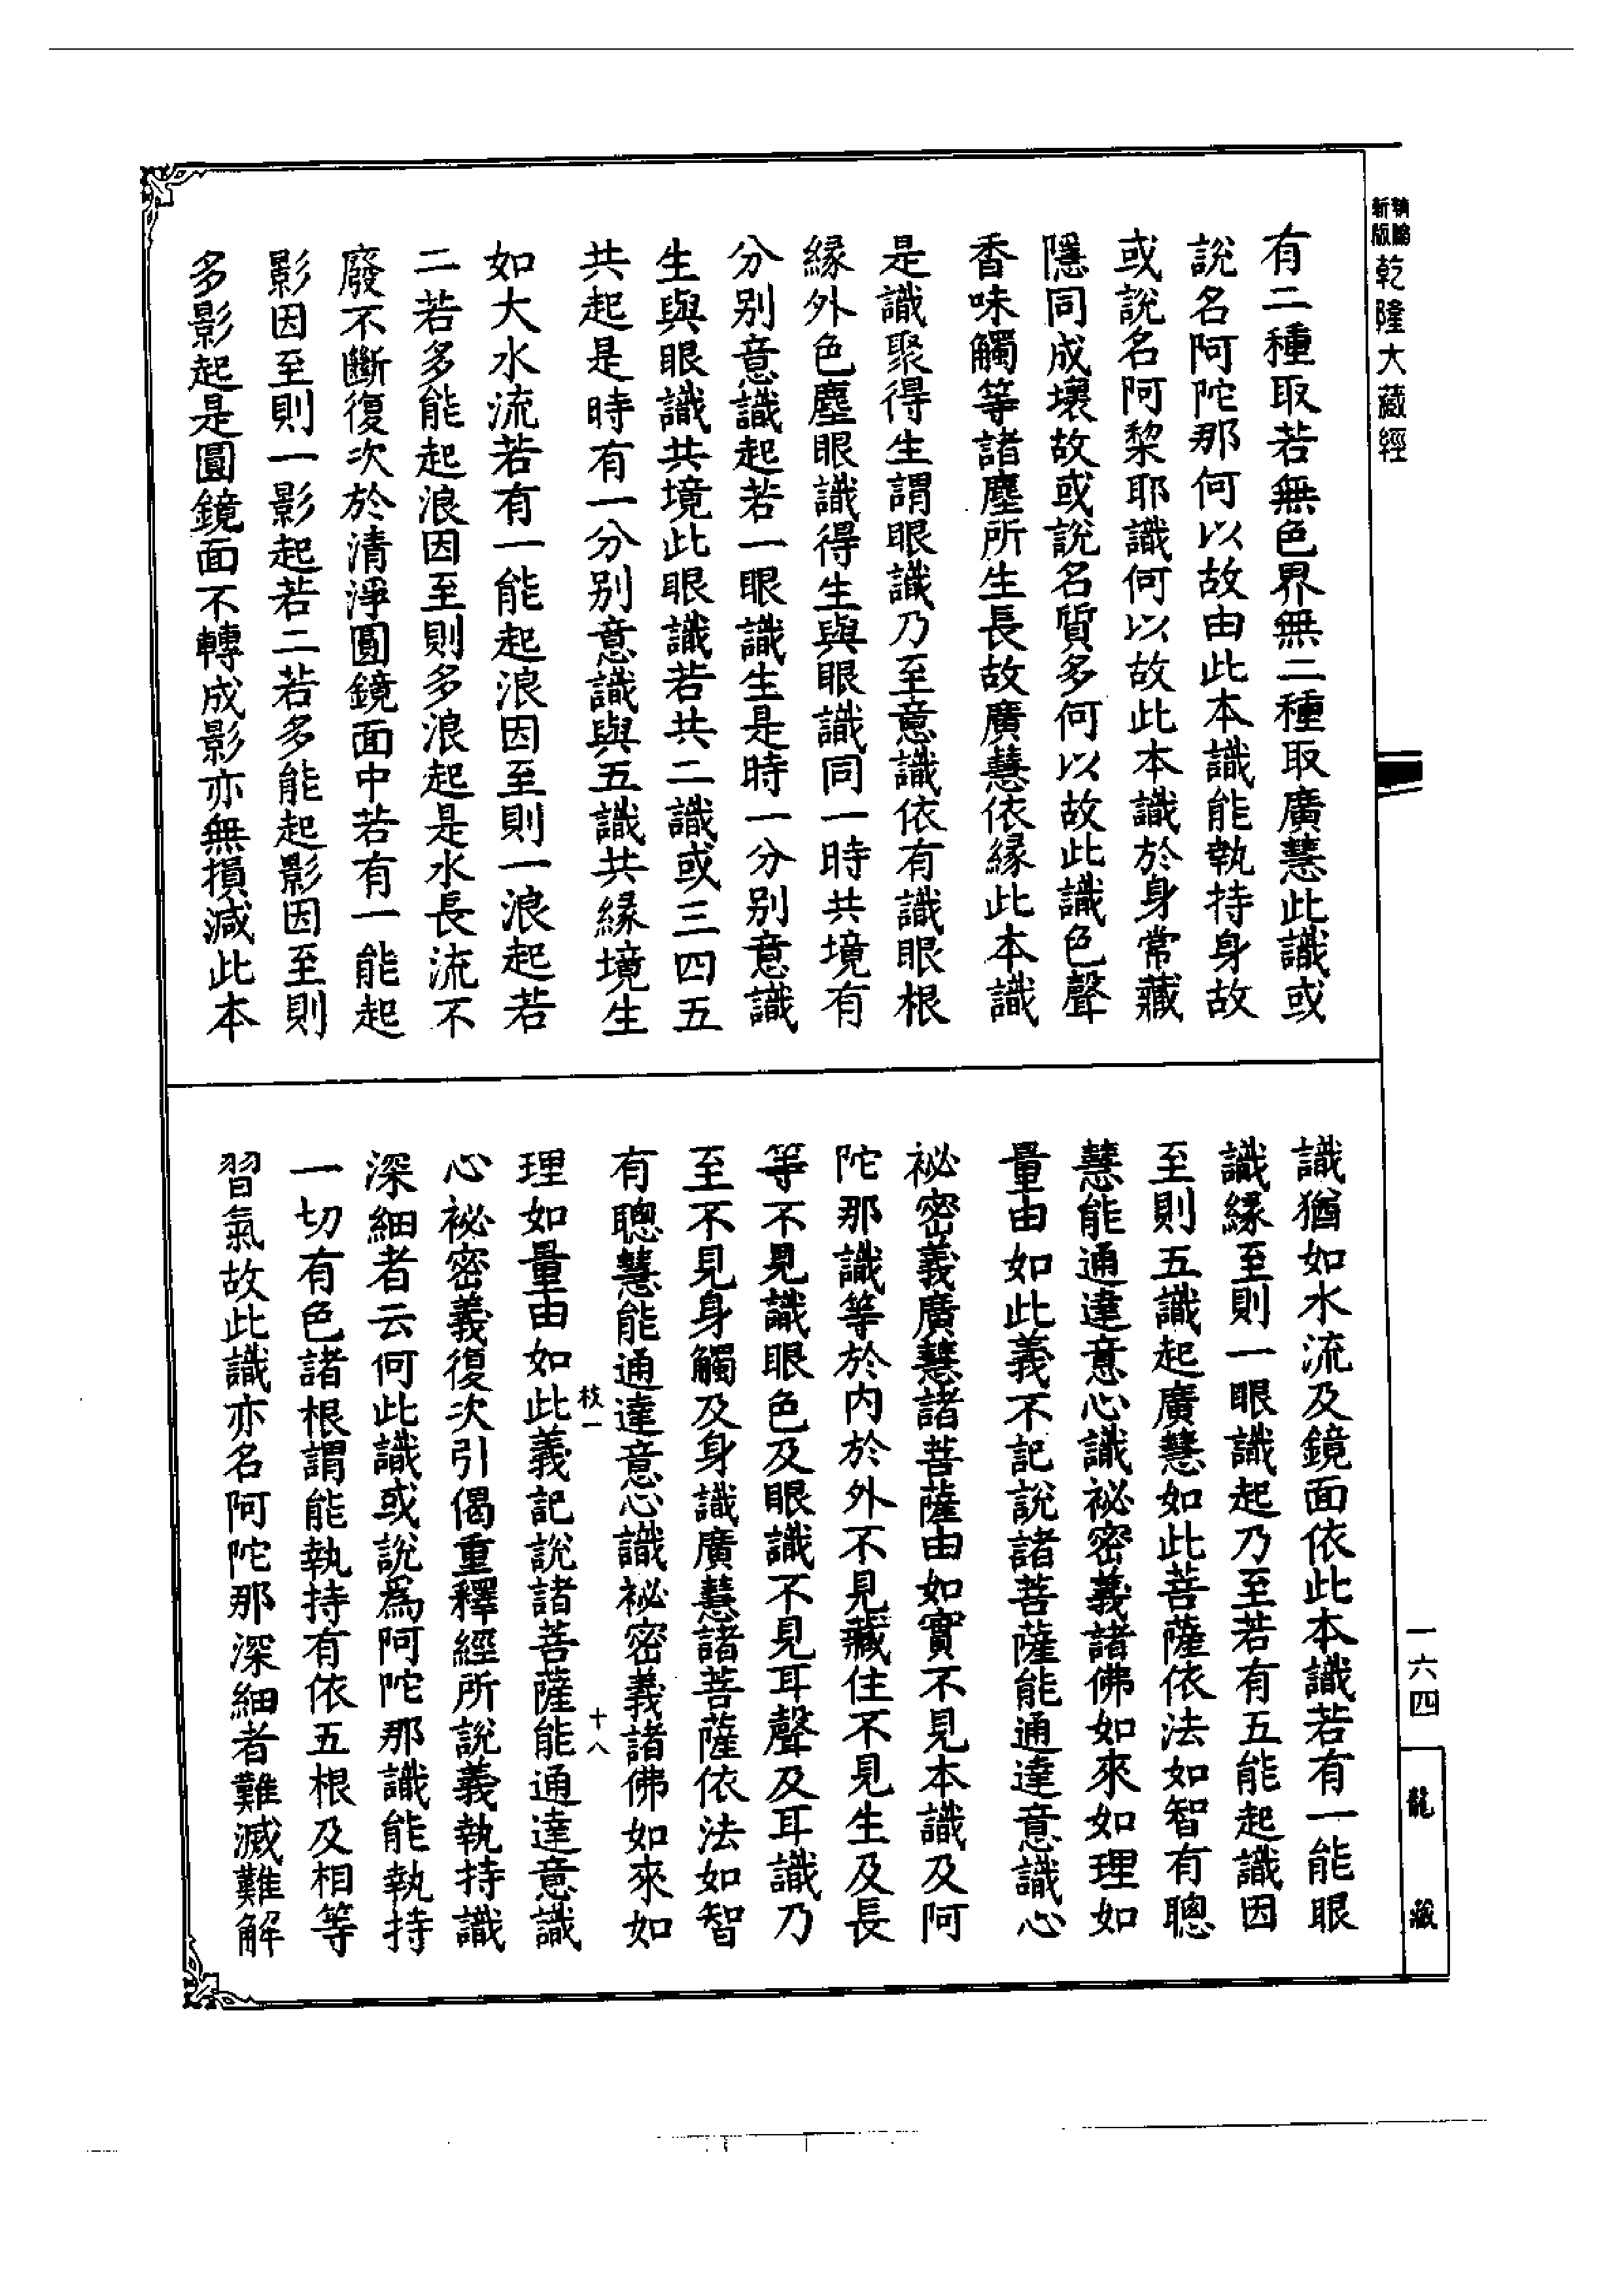 新編縮版乾隆大藏經
有二種取若無色界無二種取廣慧此識或
說名阿陀那何以故由此本識能執持身故
或說名阿棃耶識何以故此本識於身常藏
隱同成壞故或說名質多何以故此識色聲
香味觸等諸塵所生長故廣慧依緣此本識
是識聚得生謂眼識乃至意識依有識眼根
緣外色塵眼識得生與眼識同一時共境有
分別意識起若一眼識生是時一分別意識
生與眼識共境此眼識若共二識或三四五
共起是時有一分別意識與五識共緣境生
如大水流若有一能起浪因至則一浪起若
二若多能起浪因至則多浪起是水長流不
廢不斷復次於清淨圓鏡面中若有一能起
影因至則一影起若二若多能起影因至則
多影起是圓鏡面不轉成影亦無損減此本
識猶如水流及鏡面依此本識若有一能眼
識緣至則一眼識起乃至若有五能起識因
至則五識起廣慧如此菩薩依法如智有聰
慧能通達意心識祕密義諸佛如來如理如
量由如此義不記說諸菩薩能通達意識心
祕密義廣慧諸菩薩由如實不見本識及阿
陀那識等於內於外不見藏住不見生及長
等不見識眼色及眼識不見耳聲及耳識乃
至不見身觸及身識廣慧諸菩薩依法如智
有聰慧能通達意心識祕密義諸佛如來如
枝一 十八
理如量由如此義記說諸菩薩能通達意識
心祕密義復次引偈重釋經所說義執持識
深細者云何此識或說爲阿陀那識能執持
一切有色諸根謂能執持有依五根及相等
習氣故此識亦名阿陀那深細者難滅難解
一六四
龍藏